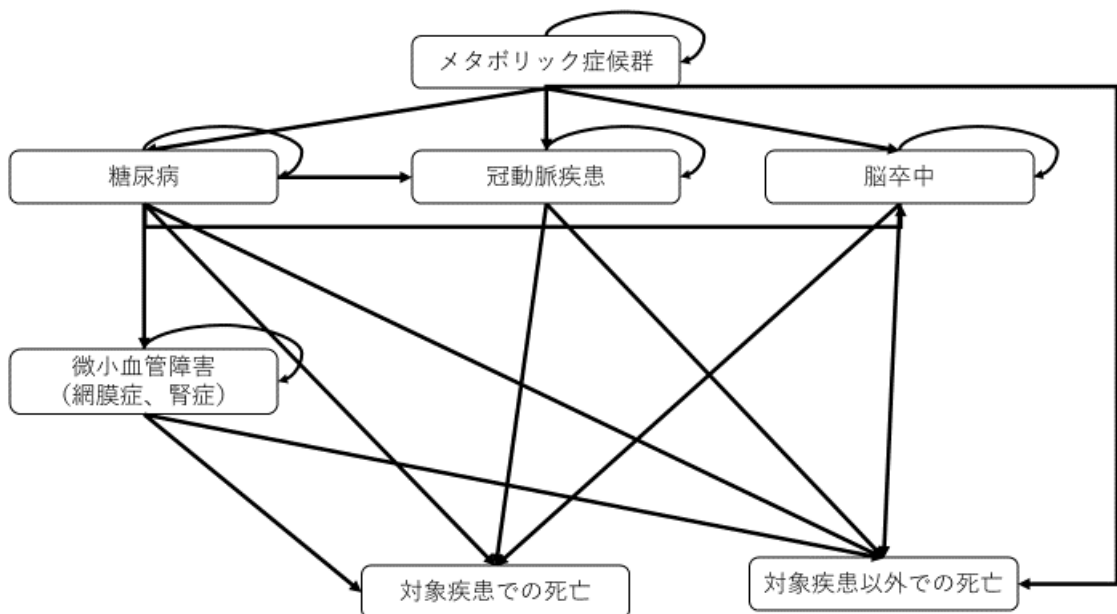 メタボリック症候群
糖尿病
冠動脈疾患
脳卒中
微小血管障害
（網膜症、腎症）
対象疾患での死亡
対象疾患以外での死亡